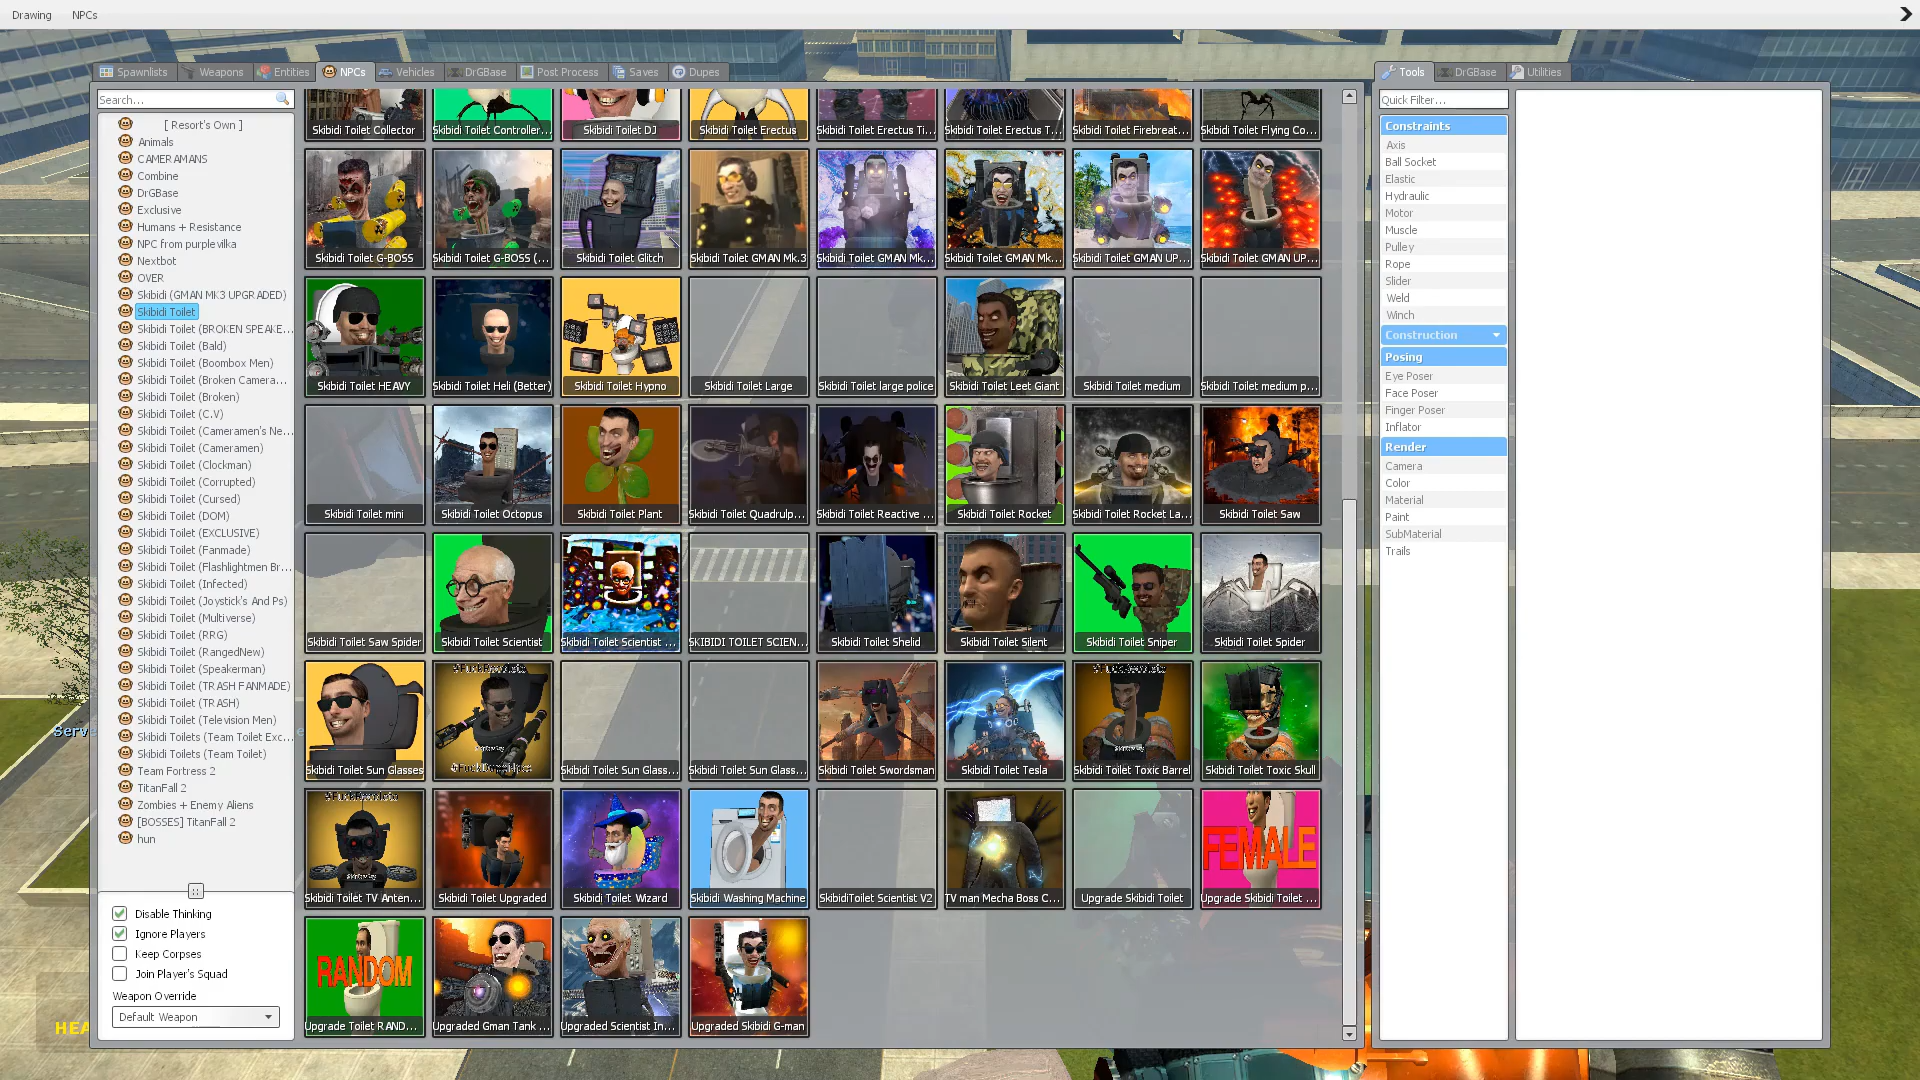 Drawing NPCs
Spawnlists Weapons Entities NPCs Vehicles DrGBase Post Process Saves Dupes
Tools DrGBase Utilities
Search...
[ Resort's Own ]
Animals
CAMERAMANS
Combine
DrGBase
Exclusive
Humans + Resistance
NPC from purplevilka
Nextbot
OVER
Skibidi (GMAN MK3 UPGRADED)
Skibidi Toilet
Skibidi Toilet (BROKEN SPEAKE...
Skibidi Toilet (Bald)
Skibidi Toilet (Boombox Men)
Skibidi Toilet (Broken Camera...
Skibidi Toilet (Broken)
Skibidi Toilet (C.V)
Skibidi Toilet (Cameramen's Ne...
Skibidi Toilet (Cameramen)
Skibidi Toilet (Clockman)
Skibidi Toilet (Corrupted)
Skibidi Toilet (Cursed)
Skibidi Toilet (DOM)
Skibidi Toilet (EXCLUSIVE)
Skibidi Toilet (Fanmade)
Skibidi Toilet (Flashlightmen Br...
Skibidi Toilet (Infected)
Skibidi Toilet (Joystick's And Ps)
Skibidi Toilet (Multiverse)
Skibidi Toilet (RRG)
Skibidi Toilet (RangedNew)
Skibidi Toilet (Speakerman)
Skibidi Toilet (TRASH FANMADE)
Skibidi Toilet (TRASH)
Skibidi Toilet (Television Men)
Skibidi Toilets (Team Toilet Exc...
Skibidi Toilets (Team Toilet)
Team Fortress 2
TitanFall 2
Zombies + Enemy Aliens
[BOSSES] TitanFall 2
hun
Disable Thinking
Ignore Players
Keep Corpses
Join Player's Squad
Weapon Override
Default Weapon
Serv
HEA
Skibidi Toilet Collector Skibidi Toilet Controller... Skibidi Toilet DJ Skibidi Toilet Erectus Skibidi Toilet Erectus Ti... Skibidi Toilet Erectus T... Skibidi Toilet Firebreat... Skibidi Toilet Flying Co...
Skibidi Toilet G-BOSS Skibidi Toilet G-BOSS (... Skibidi Toilet Glitch Skibidi Toilet GMAN Mk.3 Skibidi Toilet GMAN Mk... Skibidi Toilet GMAN Mk... Skibidi Toilet GMAN UP... Skibidi Toilet GMAN UP...
Skibidi Toilet HEAVY Skibidi Toilet Heli (Better) Skibidi Toilet Hypno Skibidi Toilet Large Skibidi Toilet large police Skibidi Toilet Leet Giant Skibidi Toilet medium Skibidi Toilet medium p...
Skibidi Toilet mini Skibidi Toilet Octopus Skibidi Toilet Plant Skibidi Toilet Quadrulp... Skibidi Toilet Reactive ... Skibidi Toilet Rocket Skibidi Toilet Rocket La... Skibidi Toilet Saw
Skibidi Toilet Saw Spider Skibidi Toilet Scientist Skibidi Toilet Scientist ... SKIBIDI TOILET SCIEN... Skibidi Toilet Shelid Skibidi Toilet Silent Skibidi Toilet Sniper Skibidi Toilet Spider
Skibidi Toilet Sun Glasses Skibidi Toilet Sun Glass... Skibidi Toilet Sun Glass... Skibidi Toilet Swordsman Skibidi Toilet Tesla Skibidi Toilet Toxic Barrel Skibidi Toilet Toxic Skull
FEMALE
Skibidi Toilet TV Anten... Skibidi Toilet Upgraded Skibidi Toilet Wizard Skibidi Washing Machine SkibidiToilet Scientist V2 TV man Mecha Boss C... Upgrade Skibidi Toilet Upgrade Skibidi Toilet ...
RANDOM
Upgrade Toilet RAND... Upgraded Gman Tank ... Upgraded Scientist In... Upgraded Skibidi G-man
Quick Filter...
Constraints
Axis
Ball Socket
Elastic
Hydraulic
Motor
Muscle
Pulley
Rope
Slider
Weld
Winch
Construction
Posing
Eye Poser
Face Poser
Finger Poser
Inflator
Render
Camera
Color
Material
Paint
SubMaterial
Trails